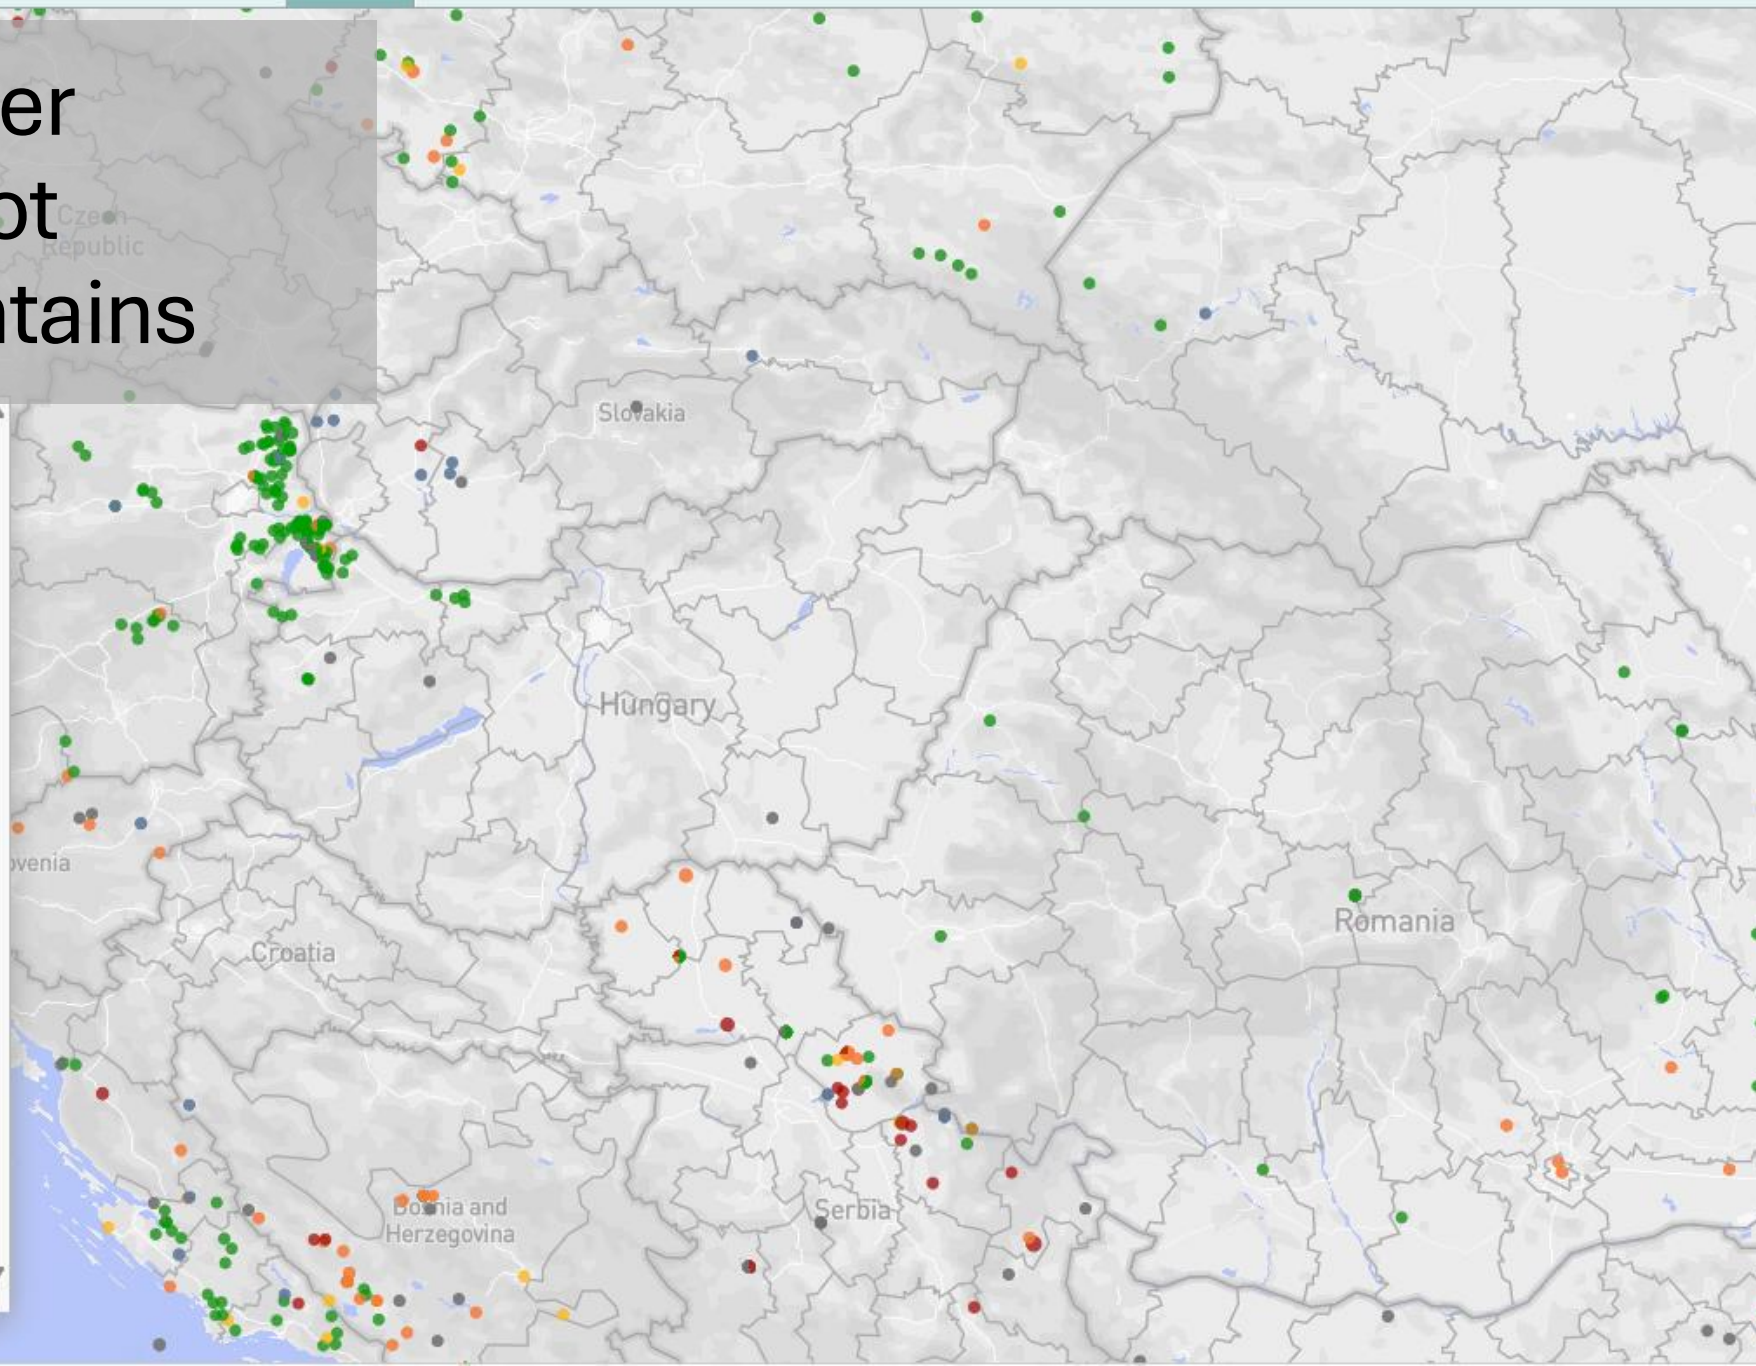 er
ot
ntains
Czech
Republic
Slovakia
Hungary
ovenia
Croatia
Romania
Bosnia and
Herzegovina
Serbia